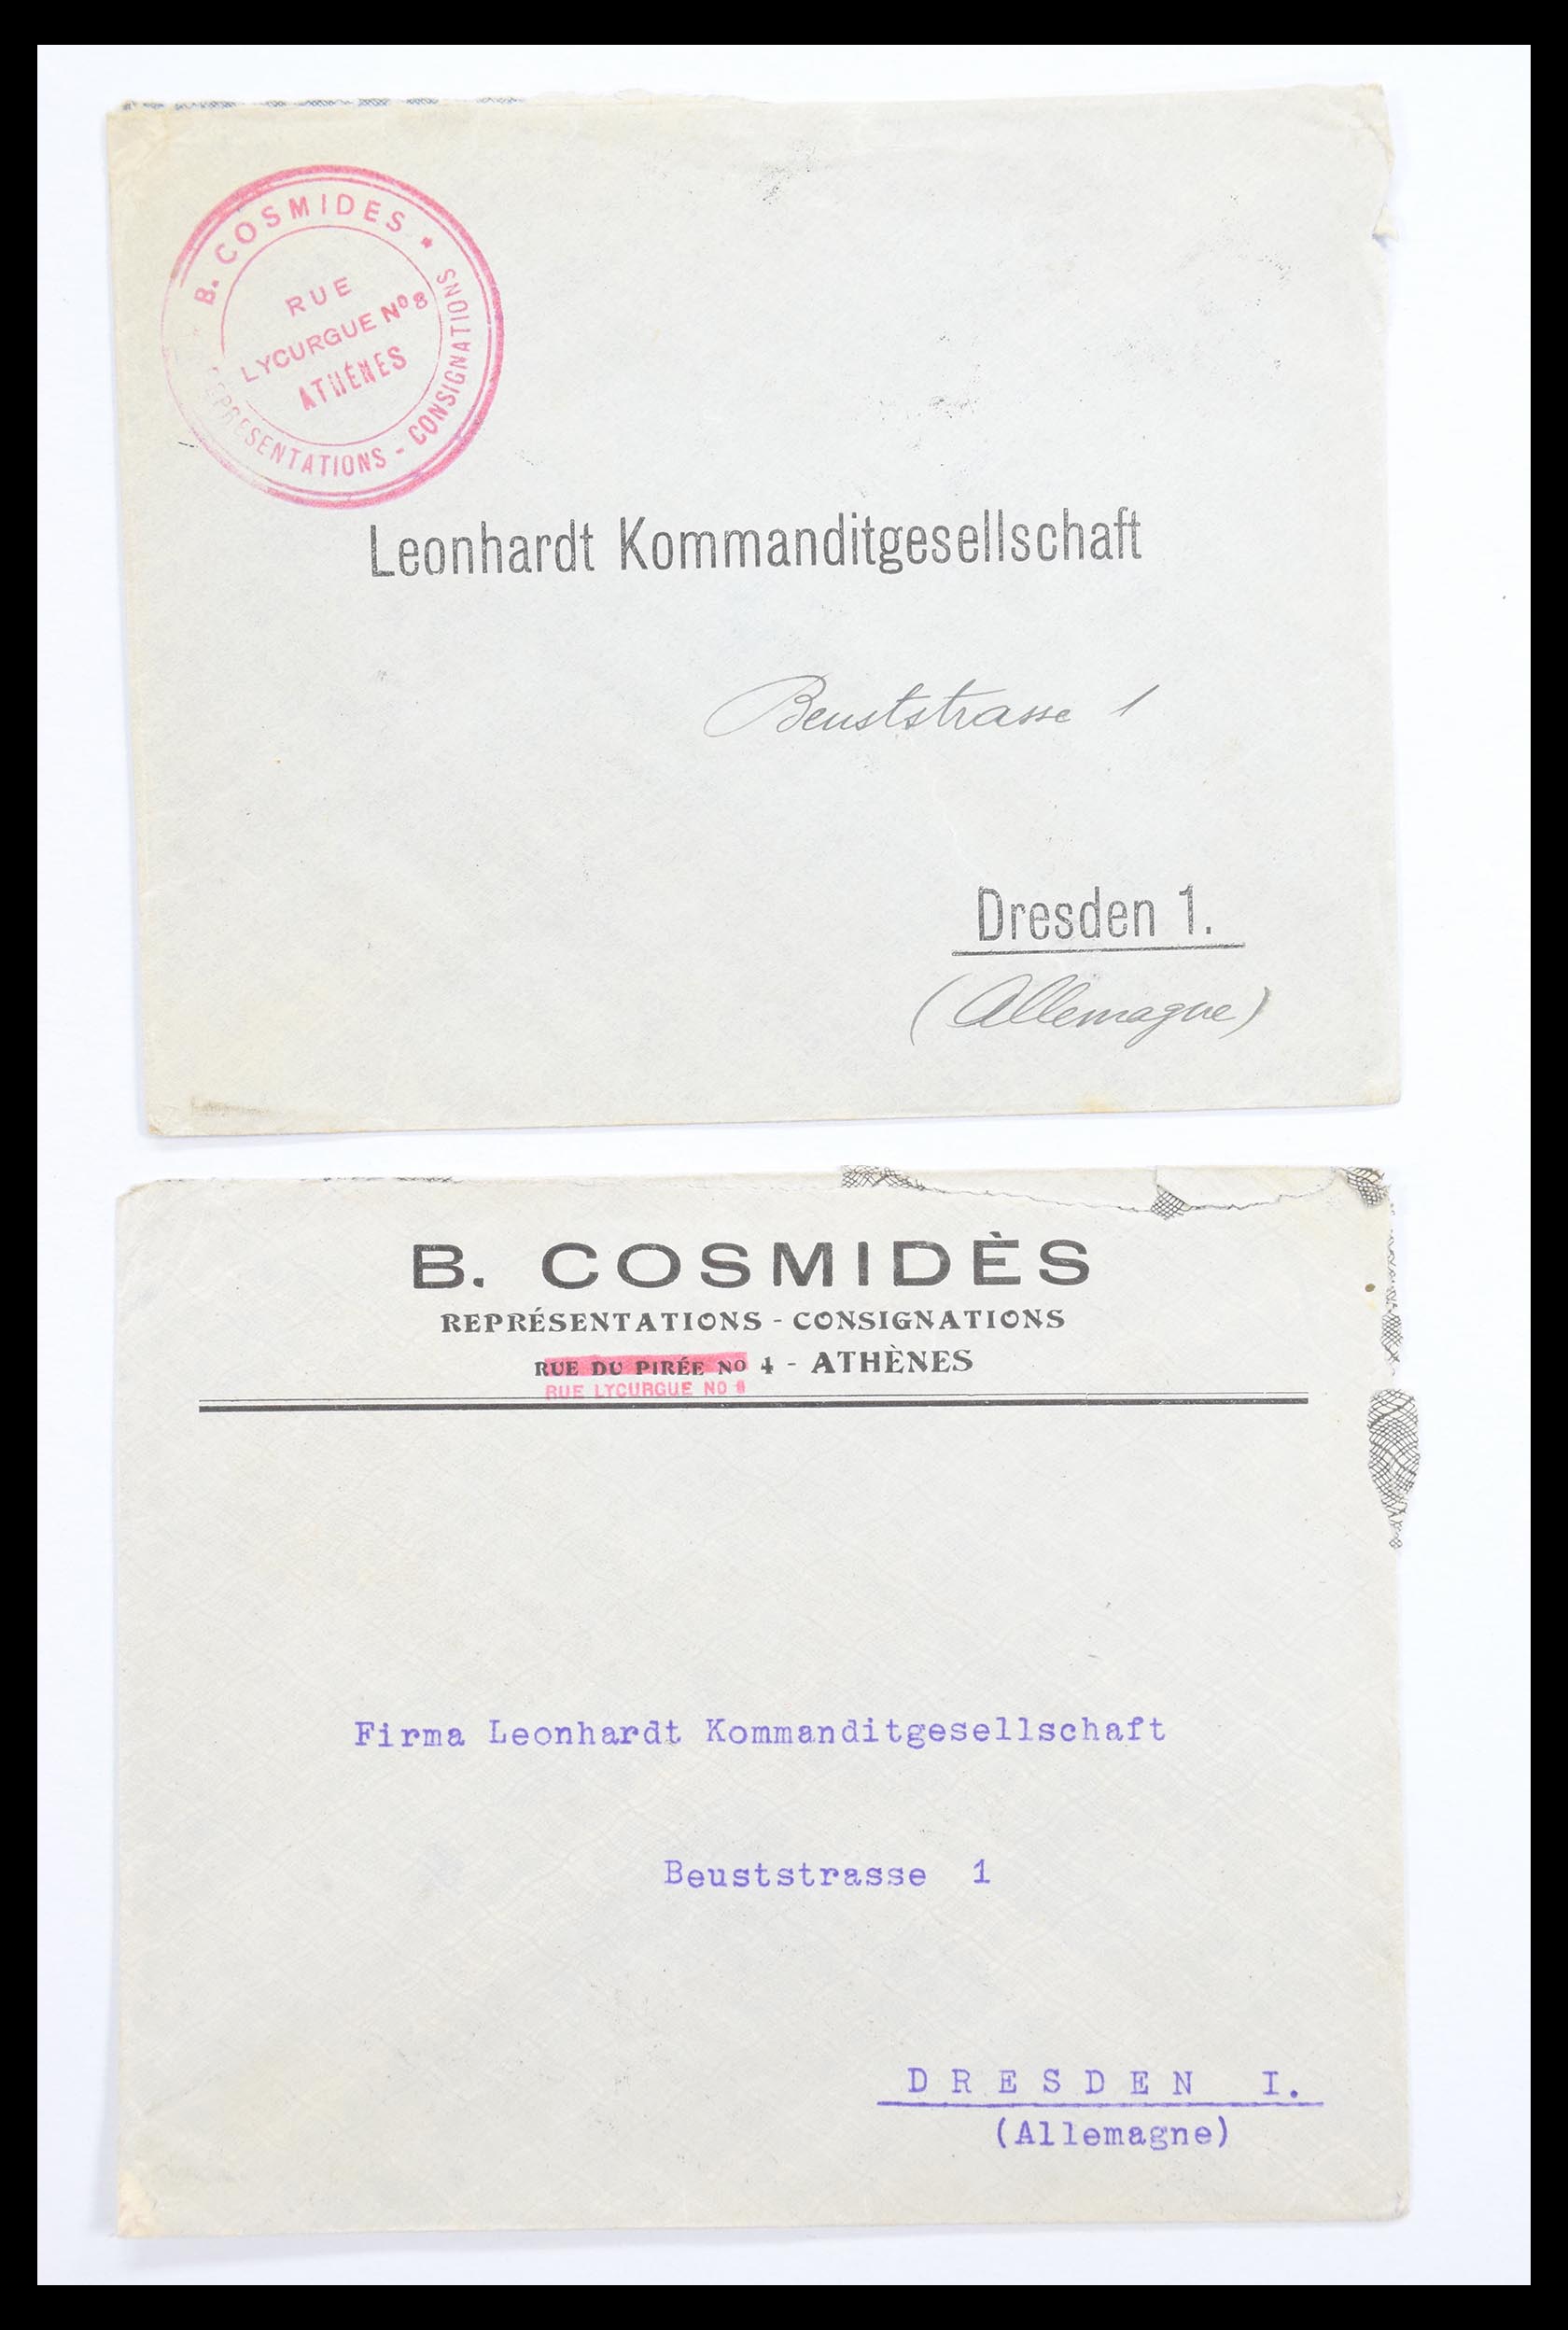 B. COSMIDES *
REPRÉSENTATIONS - CONSIGNATIONS
RUE
LYCURGUE Nº 8
ATHÈNES
Leonhardt Kommanditgesellschaft
Beuststrasse 1
Dresden 1.
(Allemagne)
B. COSMIDÈS
REPRÉSENTATIONS - CONSIGNATIONS
RUE DU PIRÉE NO 4 - ATHÈNES
RUE LYCURGUE NO 8
Firma Leonhardt Kommanditgesellschaft
Beuststrasse 1
DRESDEN I.
(Allemagne)